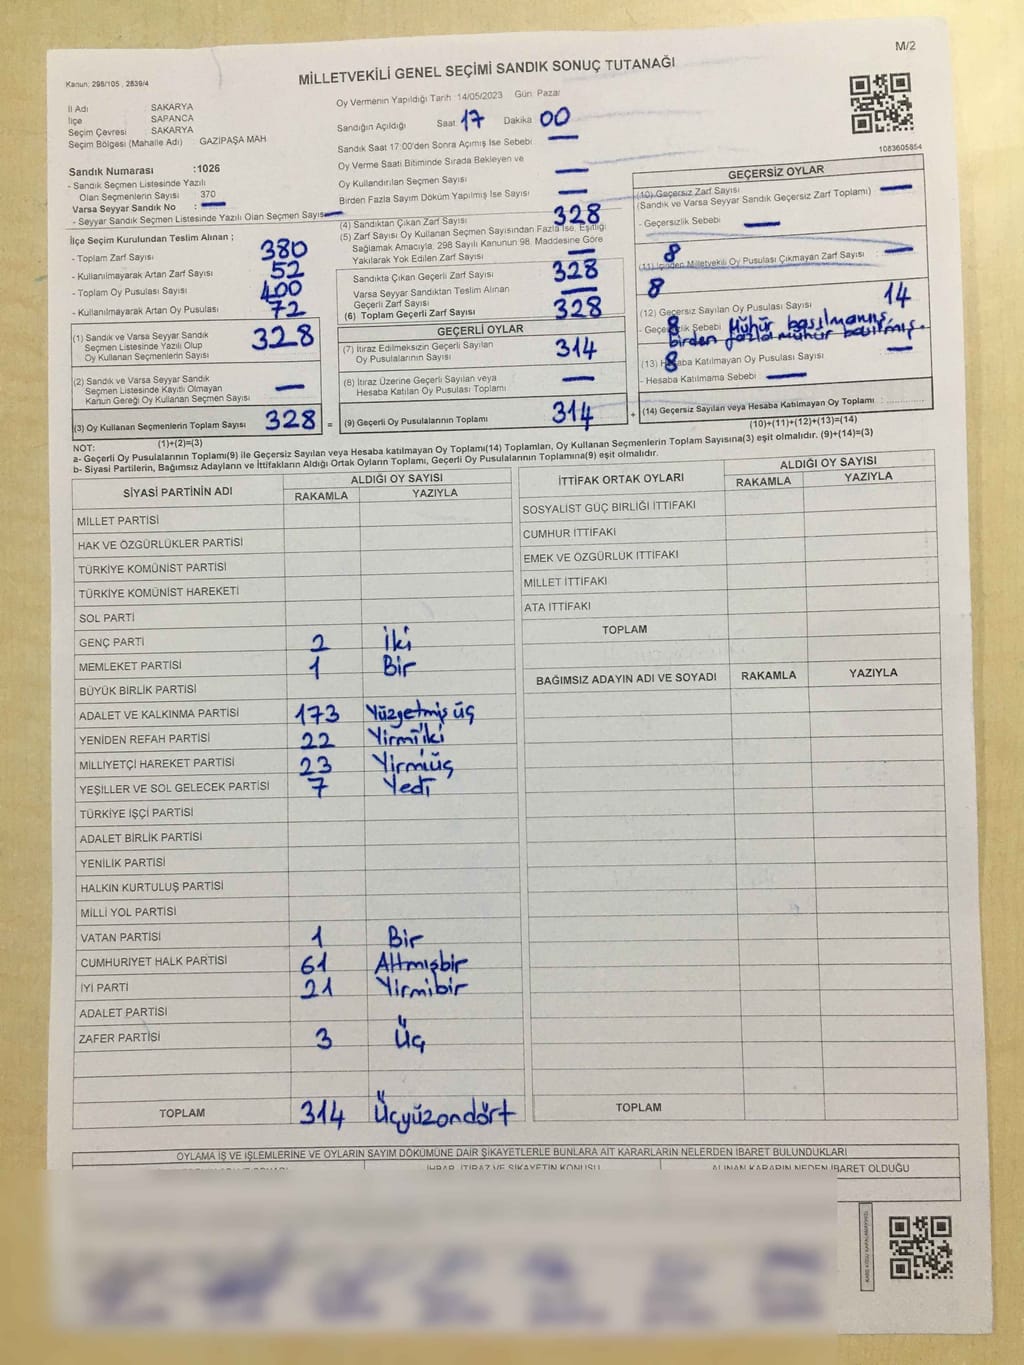 M/2
MİLLETVEKİLİ GENEL SEÇİMİ SANDIK SONUÇ TUTANAĞI
Kanun: 298/105 , 2839/4
İl Adı SAKARYA
İlçe SAPANCA
Seçim Çevresi SAKARYA
Seçim Bölgesi (Mahalle Adı) GAZİPAŞA MAH
Sandık Numarası :1026
- Sandık Seçmen Listesinde Yazılı
Olan Seçmenlerin Sayısı 370
Varsa Seyyar Sandık No : —
- Seyyar Sandık Seçmen Listesinde Yazılı Olan Seçmen Sayısı —
Oy Vermenin Yapıldığı Tarih 14/05/2023 Gün Pazar
Sandığın Açıldığı Saat 17 Dakika 00
Sandık Saat 17:00'den Sonra Açımış İse Sebebi —
Oy Verme Saati Bitiminde Sırada Bekleyen ve
Oy Kullandırılan Seçmen Sayısı —
Birden Fazla Sayım Döküm Yapılmış İse Sayısı —
1083605854
İlçe Seçim Kurulundan Teslim Alınan ;
- Toplam Zarf Sayısı 380
- Kullanılmayarak Artan Zarf Sayısı 52
- Toplam Oy Pusulası Sayısı 400
- Kullanılmayarak Artan Oy Pusulası 72
(1) Sandık ve Varsa Seyyar Sandık
Seçmen Listesinde Yazılı Olup
Oy Kullanan Seçmenlerin Sayısı 328
(2) Sandık ve Varsa Seyyar Sandık
Seçmen Listesinde Kayıtlı Olmayan
Kanun Gereği Oy Kullanan Seçmen Sayısı —
(3) Oy Kullanan Seçmenlerin Toplam Sayısı 328 =
(1)+(2)=(3)
(4) Sandıktan Çıkan Zarf Sayısı 328
(5) Zarf Sayısı Oy Kullanan Seçmen Sayısından Fazla İse, Eşitliği
Sağlamak Amacıyla, 298 Sayılı Kanunun 98. Maddesine Göre
Yakılarak Yok Edilen Zarf Sayısı —
Sandıkta Çıkan Geçerli Zarf Sayısı 328
Varsa Seyyar Sandıktan Teslim Alınan
Geçerli Zarf Sayısı —
(6) Toplam Geçerli Zarf Sayısı 328
GEÇERLİ OYLAR
(7) İtiraz Edilmeksizin Geçerli Sayılan
Oy Pusulalarının Sayısı 314
(8) İtiraz Üzerine Geçerli Sayılan veya
Hesaba Katılan Oy Pusulası Toplamı —
(9) Geçerli Oy Pusulalarının Toplamı 314 +
GEÇERSİZ OYLAR
(10) Geçersiz Zarf Sayısı
(Sandık ve Varsa Seyyar Sandık Geçersiz Zarf Toplamı) —
- Geçersizlik Sebebi —
8
(11) İçinden Milletvekili Oy Pusulası Çıkmayan Zarf Sayısı —
8
(12) Geçersiz Sayılan Oy Pusulası Sayısı 14
- Geçersizlik Sebebi 8 Mühür basılmamış,
birden fazla mühür basılmış.
(13) Hesaba Katılmayan Oy Pusulası Sayısı —
8
- Hesaba Katılmama Sebebi —
(14) Geçersiz Sayılan veya Hesaba Katılmayan Oy Toplamı :
(10)+(11)+(12)+(13)=(14)
NOT:
a- Geçerli Oy Pusulalarının Toplamı(9) ile Geçersiz Sayılan veya Hesaba katılmayan Oy Toplamı(14) Toplamları, Oy Kullanan Seçmenlerin Toplam Sayısına(3) eşit olmalıdır. (9)+(14)=(3)
b- Siyasi Partilerin, Bağımsız Adayların ve İttifakların Aldığı Ortak Oyların Toplamı, Geçerli Oy Pusulalarının Toplamına(9) eşit olmalıdır.
SİYASİ PARTİNİN ADI ALDIĞI OY SAYISI
RAKAMLA YAZIYLA
MİLLET PARTİSİ
HAK VE ÖZGÜRLÜKLER PARTİSİ
TÜRKİYE KOMÜNİST PARTİSİ
TÜRKİYE KOMÜNİST HAREKETİ
SOL PARTİ
GENÇ PARTİ 2 İki
MEMLEKET PARTİSİ 1 Bir
BÜYÜK BİRLİK PARTİSİ
ADALET VE KALKINMA PARTİSİ 173 Yüzyetmiş üç
YENİDEN REFAH PARTİSİ 22 Yirmiiki
MİLLİYETÇİ HAREKET PARTİSİ 23 Yirmiüç
YEŞİLLER VE SOL GELECEK PARTİSİ 7 Yedi
TÜRKİYE İŞÇİ PARTİSİ
ADALET BİRLİK PARTİSİ
YENİLİK PARTİSİ
HALKIN KURTULUŞ PARTİSİ
MİLLİ YOL PARTİSİ
VATAN PARTİSİ 1 Bir
CUMHURİYET HALK PARTİSİ 61 Altmışbir
İYİ PARTİ 21 Yirmibir
ADALET PARTİSİ
ZAFER PARTİSİ 3 Üç
TOPLAM 314 Üçyüzondört
İTTİFAK ORTAK OYLARI ALDIĞI OY SAYISI
RAKAMLA YAZIYLA
SOSYALİST GÜÇ BİRLİĞİ İTTİFAKI
CUMHUR İTTİFAKI
EMEK VE ÖZGÜRLÜK İTTİFAKI
MİLLET İTTİFAKI
ATA İTTİFAKI
TOPLAM
BAĞIMSIZ ADAYIN ADI VE SOYADI RAKAMLA YAZIYLA
TOPLAM
OYLAMA İŞ VE İŞLEMLERİNE VE OYLARIN SAYIM DÖKÜMÜNE DAİR ŞİKAYETLERLE BUNLARA AİT KARARLARIN NELERDEN İBARET BULUNDUKLARI
İHBAR, İTİRAZ VE ŞİKAYETİN KONUSU ALINAN KARARIN NEDEN İBARET OLDUĞU